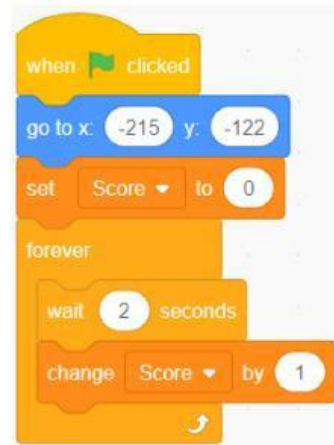 when clicked
go to x: -215 y: -122
set Score to 0
forever
wait 2 seconds
change Score by 1